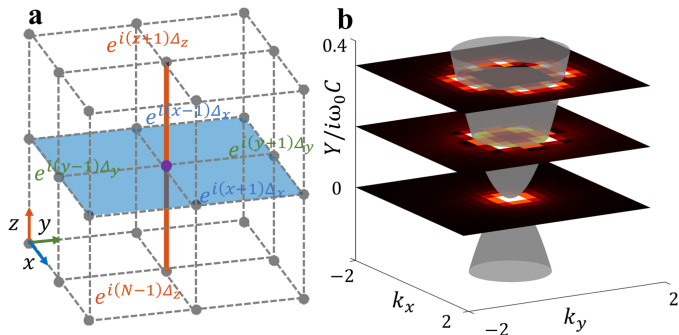 a
e^{i(z+1)Δ_z}
e^{i(x−1)Δ_x}
e^{i(y−1)Δ_y}
e^{i(y+1)Δ_y}
e^{i(x+1)Δ_x}
e^{i(N−1)Δ_z}
z
y
x
b
Y/iω₀C
0.4
0
−2
k_x
2
−2
k_y
2